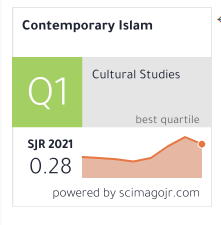 Contemporary Islam
Q1
Cultural Studies
best quartile
SJR 2021
0.28
powered by scimagojr.com